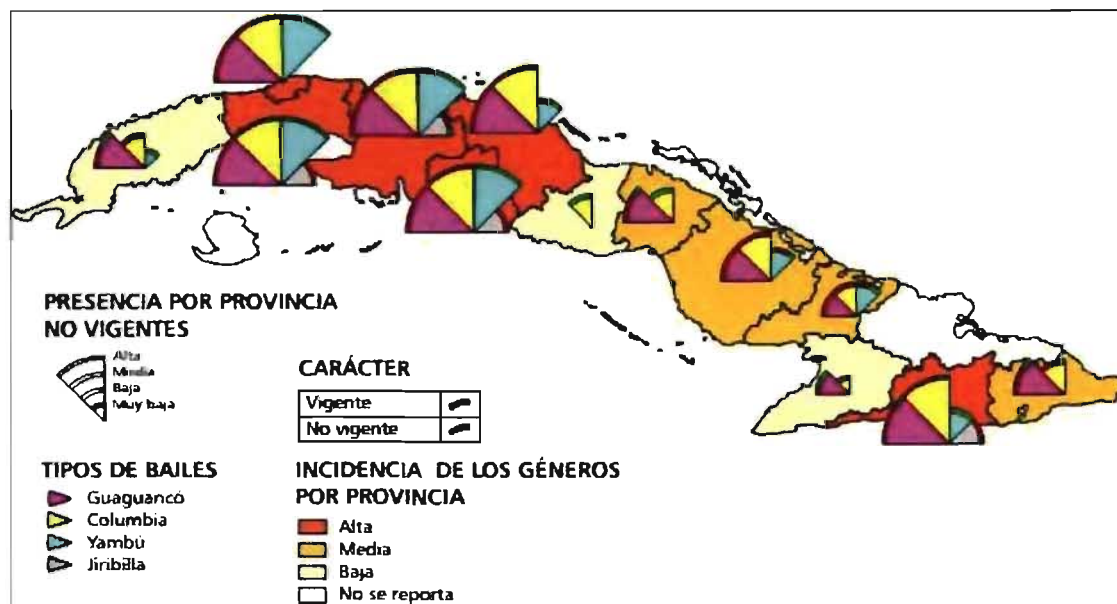 PRESENCIA POR PROVINCIA
NO VIGENTES
Alta
Media
Baja
Muy baja
CARÁCTER
Vigente
No vigente
TIPOS DE BAILES
Guaguancó
Columbia
Yambú
Jiribilla
INCIDENCIA DE LOS GÉNEROS
POR PROVINCIA
Alta
Media
Baja
No se reporta